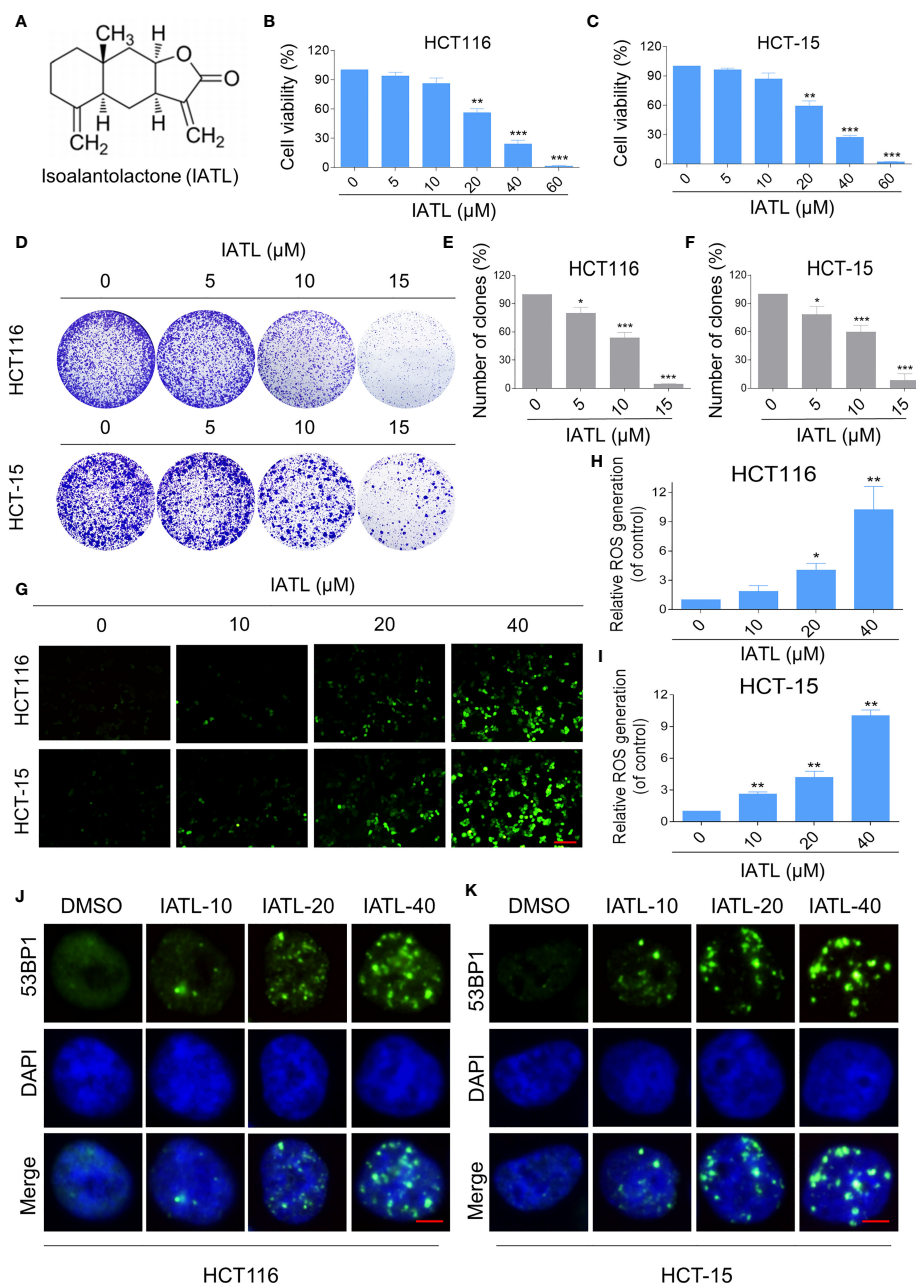 A
CH₃
H
O
O
H
H
CH₂
CH₂
Isoalantolactone (IATL)
B
HCT116
Cell viability (%)
120
90
60
30
0
**
***
***
0 5 10 20 40 60
IATL (µM)
C
HCT-15
Cell viability (%)
120
90
60
30
0
**
***
***
0 5 10 20 40 60
IATL (µM)
D
IATL (µM)
0 5 10 15
HCT116
0 5 10 15
HCT-15
E
HCT116
Number of clones (%)
120
90
60
30
0
*
***
***
0 5 10 15
IATL (µM)
F
HCT-15
Number of clones (%)
120
90
60
30
0
*
***
***
0 5 10 15
IATL (µM)
G
IATL (µM)
0 10 20 40
HCT116
HCT-15
H
HCT116
Relative ROS generation
(of control)
12
9
6
3
0
*
**
0 10 20 40
IATL (µM)
I
HCT-15
Relative ROS generation
(of control)
12
9
6
3
0
**
**
**
0 10 20 40
IATL (µM)
J
DMSO IATL-10 IATL-20 IATL-40
53BP1
DAPI
Merge
HCT116
K
DMSO IATL-10 IATL-20 IATL-40
53BP1
DAPI
Merge
HCT-15